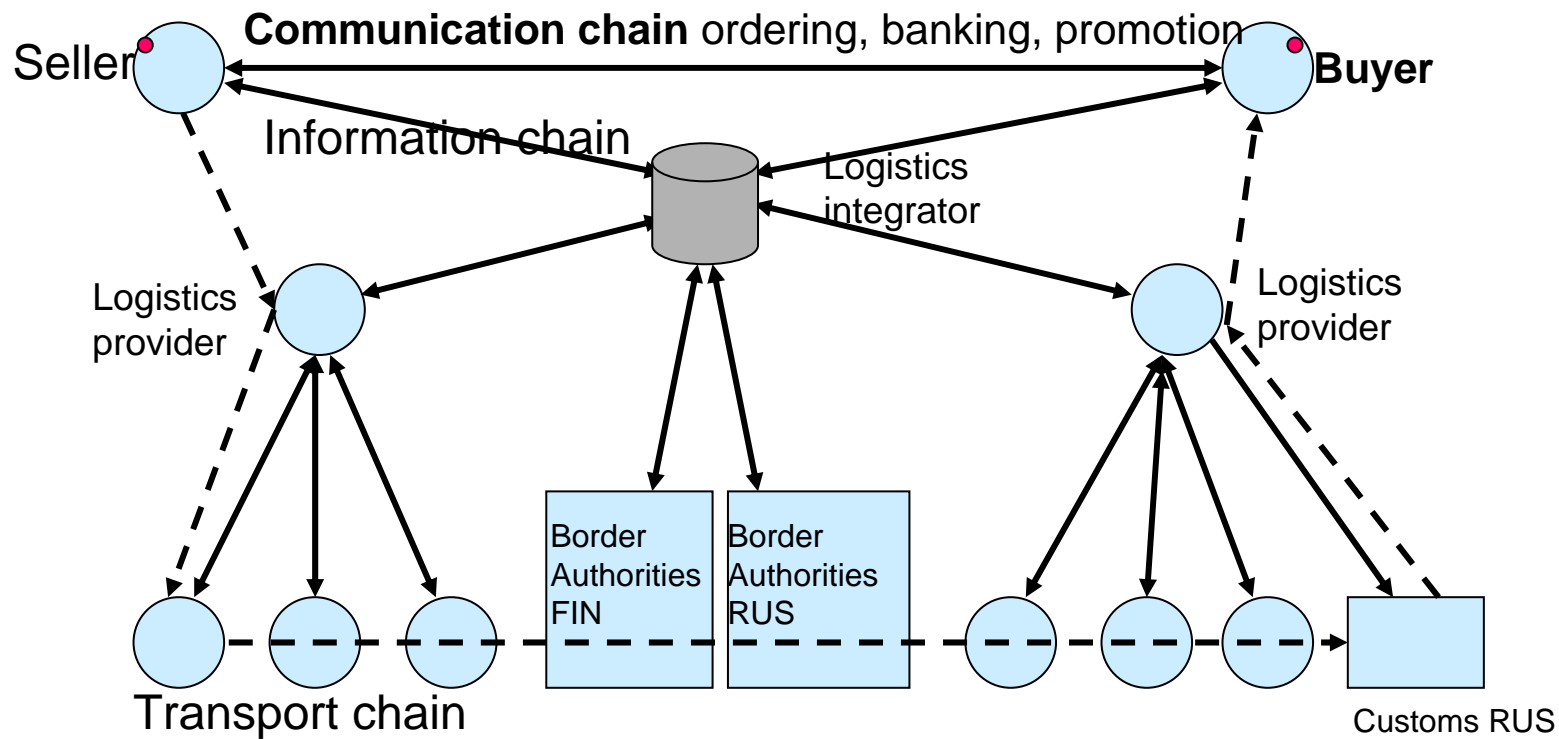 Communication chain ordering, banking, promotion
Seller
Buyer
Information chain
Logistics
integrator
Logistics
provider
Logistics
provider
Border
Authorities
FIN
Border
Authorities
RUS
Transport chain
Customs RUS